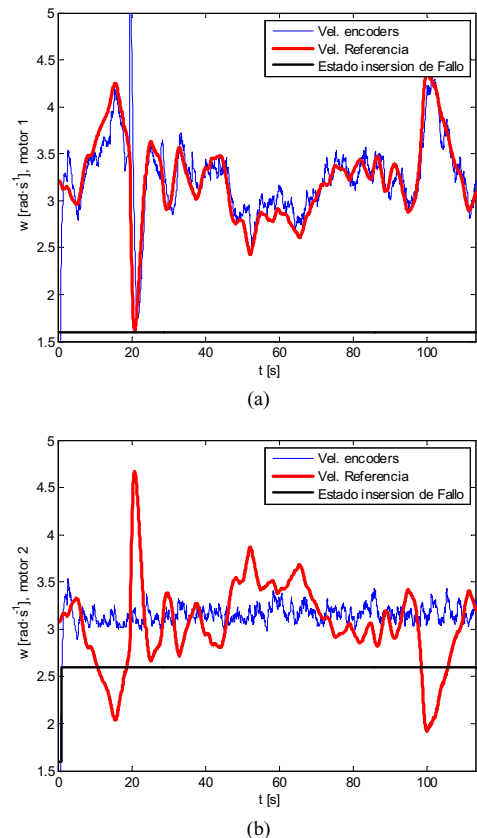 5
4.5
4
3.5
3
2.5
2
1.5
w [rad·s⁻¹], motor 1
Vel. encoders
Vel. Referencia
Estado insersion de Fallo
0 20 40 60 80 100
t [s]
(a)
5
4.5
4
3.5
3
2.5
2
1.5
w [rad·s⁻¹], motor 2
Vel. encoders
Vel. Referencia
Estado insersion de Fallo
0 20 40 60 80 100
t [s]
(b)